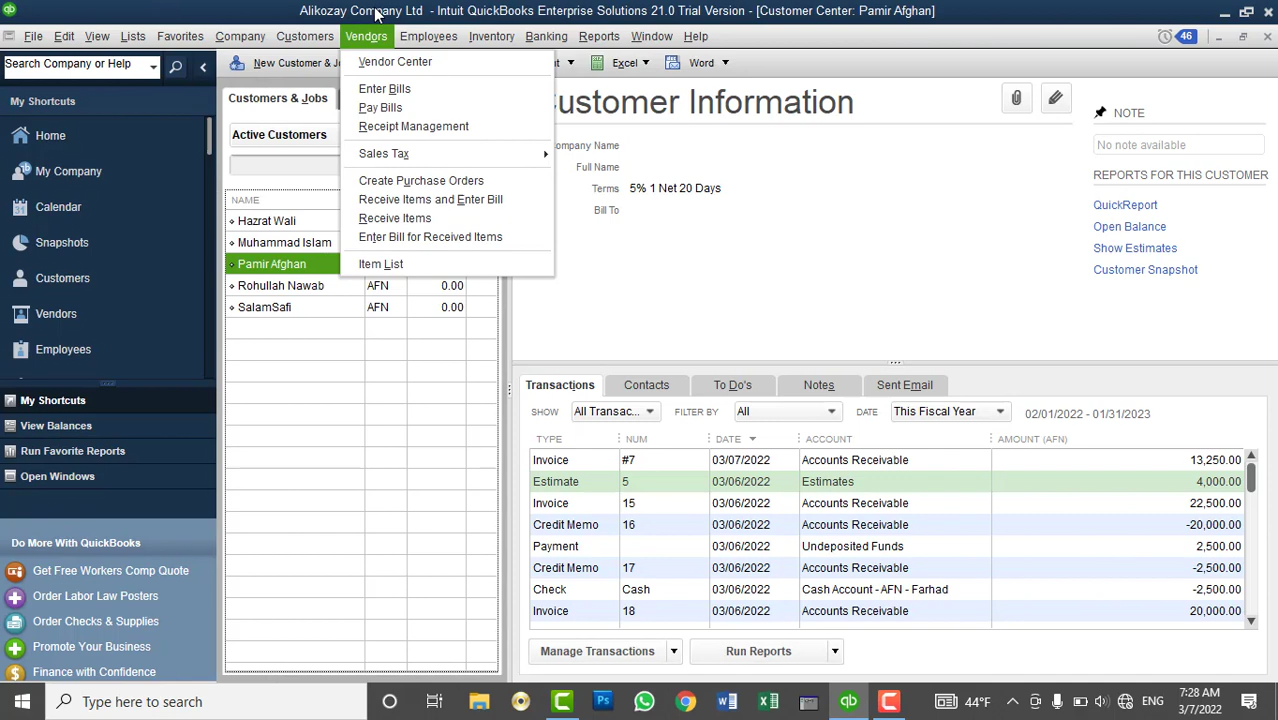 Alikozay Company Ltd - Intuit QuickBooks Enterprise Solutions 21.0 Trial Version - [Customer Center: Pamir Afghan]
File Edit View Lists Favorites Company Customers Vendors Employees Inventory Banking Reports Window Help 46
Search Company or Help
New Customer & J
Excel
Word
My Shortcuts
Home
My Company
Calendar
Snapshots
Customers
Vendors
Employees
My Shortcuts
View Balances
Run Favorite Reports
Open Windows
Do More With QuickBooks
Get Free Workers Comp Quote
Order Labor Law Posters
Order Checks & Supplies
Promote Your Business
Finance with Confidence
Customers & Jobs
Active Customers
NAME
Hazrat Wali
Muhammad Islam
Pamir Afghan
Rohullah Nawab AFN 0.00
SalamSafi AFN 0.00
Vendor Center
Enter Bills
Pay Bills
Receipt Management
Sales Tax
Create Purchase Orders
Receive Items and Enter Bill
Receive Items
Enter Bill for Received Items
Item List
ustomer Information
ompany Name
Full Name
Terms 5% 1 Net 20 Days
Bill To
NOTE
No note available
REPORTS FOR THIS CUSTOMER
QuickReport
Open Balance
Show Estimates
Customer Snapshot
Transactions Contacts To Do's Notes Sent Email
SHOW All Transac... FILTER BY All DATE This Fiscal Year 02/01/2022 - 01/31/2023
TYPE NUM DATE ACCOUNT AMOUNT (AFN)
Invoice #7 03/07/2022 Accounts Receivable 13,250.00
Estimate 5 03/06/2022 Estimates 4,000.00
Invoice 15 03/06/2022 Accounts Receivable 22,500.00
Credit Memo 16 03/06/2022 Accounts Receivable -20,000.00
Payment 03/06/2022 Undeposited Funds 2,500.00
Credit Memo 17 03/06/2022 Accounts Receivable -2,500.00
Check Cash 03/06/2022 Cash Account - AFN - Farhad -2,500.00
Invoice 18 03/06/2022 Accounts Receivable 20,000.00
Manage Transactions
Run Reports
Type here to search
44°F
ENG
7:28 AM
3/7/2022